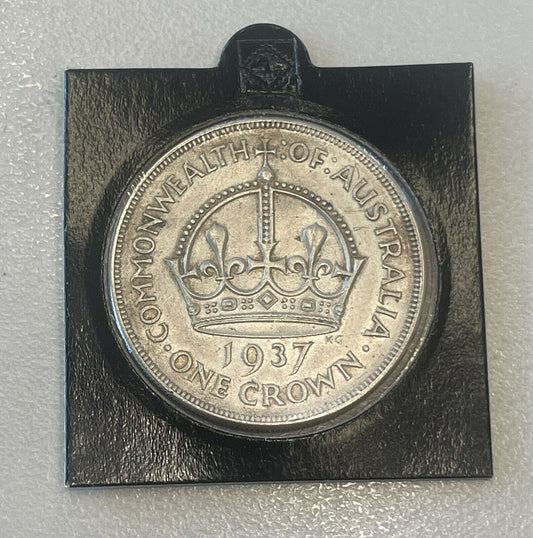 ·COMMONWEALTH·:·OF·AUSTRALIA·
1937
KG
ONE CROWN